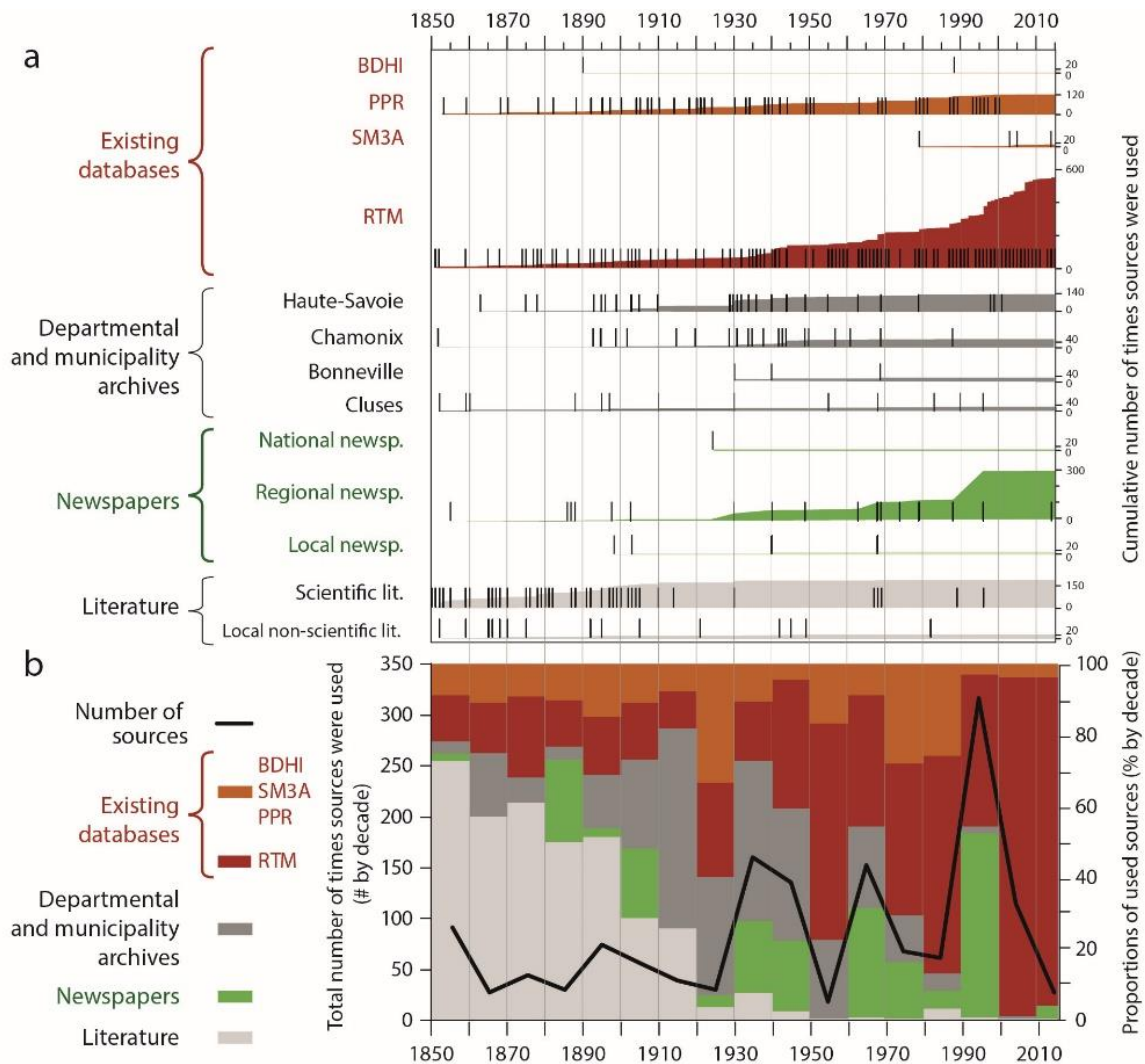 1850 1870 1890 1910 1930 1950 1970 1990 2010
a
Existing
databases
BDHI
20
0
PPR
120
0
SM3A
20
0
RTM
600
0
Departmental
and municipality
archives
Haute-Savoie
140
0
Chamonix
40
0
Bonneville
40
0
Cluses
40
0
Newspapers
National newsp.
20
0
Regional newsp.
300
0
Local newsp.
20
0
Literature
Scientific lit.
150
0
Local non-scientific lit.
20
0
Cumulative number of times sources were used
b
Number of
sources
Existing
databases
BDHI
SM3A
PPR
RTM
Departmental
and municipality
archives
Newspapers
Literature
Total number of times sources were used
(# by decade)
350
300
250
200
150
100
50
0
100
80
60
40
20
0
Proportions of used sources (% by decade)
1850 1870 1890 1910 1930 1950 1970 1990 2010